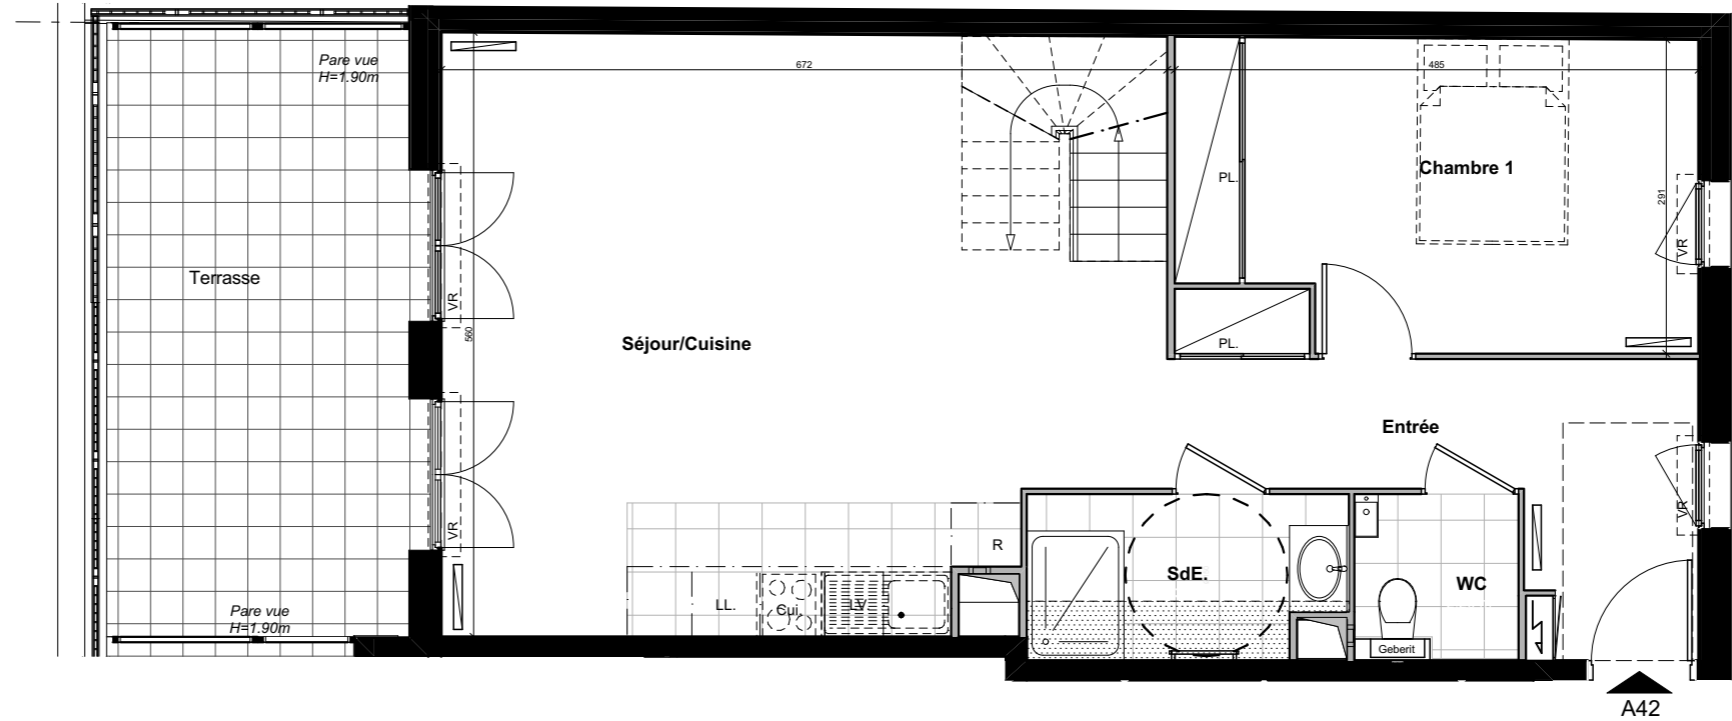 Pare vue
H=1.90m
672
485
PL.
Chambre 1
291
VR
Terrasse
VR
560
Séjour/Cuisine
PL.
Entrée
VR
VR
R
SdE.
WC
LL.
Cui.
LV.
Pare vue
H=1.90m
Geberit
A42